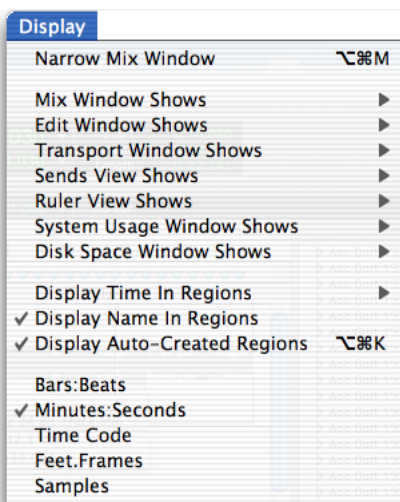 Display
Narrow Mix Window ⌥⌘M
Mix Window Shows
Edit Window Shows
Transport Window Shows
Sends View Shows
Ruler View Shows
System Usage Window Shows
Disk Space Window Shows
Display Time In Regions
✓ Display Name In Regions
✓ Display Auto-Created Regions ⌥⌘K
Bars:Beats
✓ Minutes:Seconds
Time Code
Feet.Frames
Samples